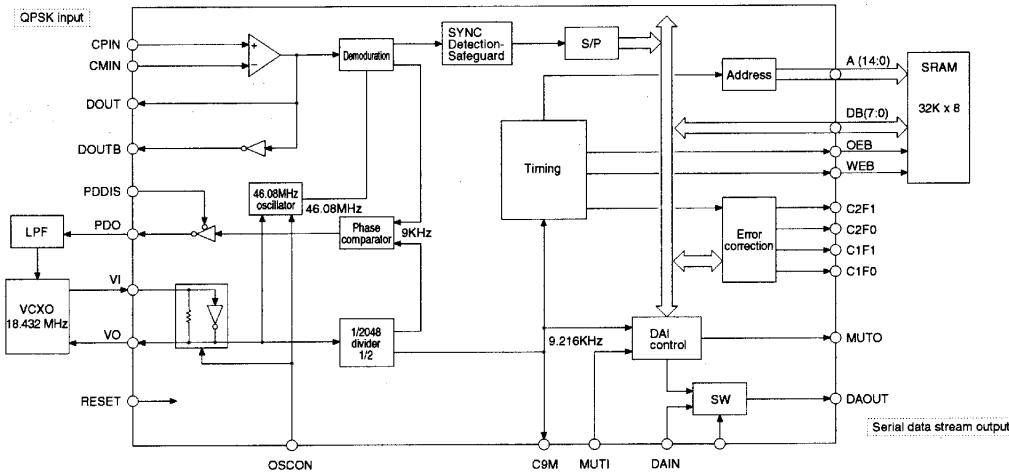 QPSK input
CPIN
CMIN
DOUT
DOUTB
PDDIS
PDO
LPF
VI
VCXO
18.432 MHz
VO
RESET
+
−
Demoduration
SYNC
Detection-
Safeguard
S/P
Address
A (14:0)
SRAM
32K x 8
DB(7:0)
OEB
WEB
Timing
46.08MHz
oscillator
46.08MHz
Phase
comparator
9KHz
Error
correction
C2F1
C2F0
C1F1
C1F0
1/2048
divider
1/2
9.216KHz
DAI
control
MUTO
SW
DAOUT
Serial data stream output
OSCON
C9M
MUTI
DAIN